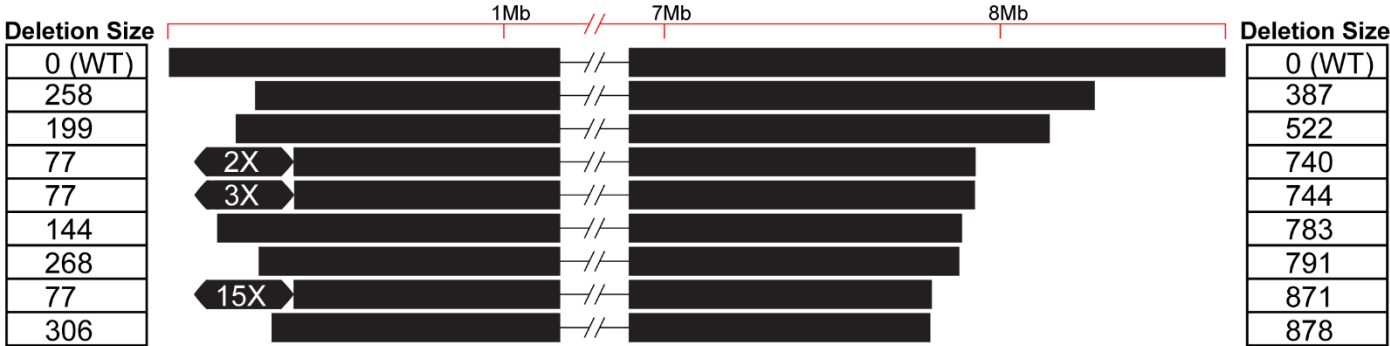 1Mb // 7Mb 8Mb
Deletion Size Deletion Size
0 (WT) // 0 (WT)
258 // 387
199 // 522
77 2X // 740
77 3X // 744
144 // 783
268 // 791
77 15X // 871
306 // 878